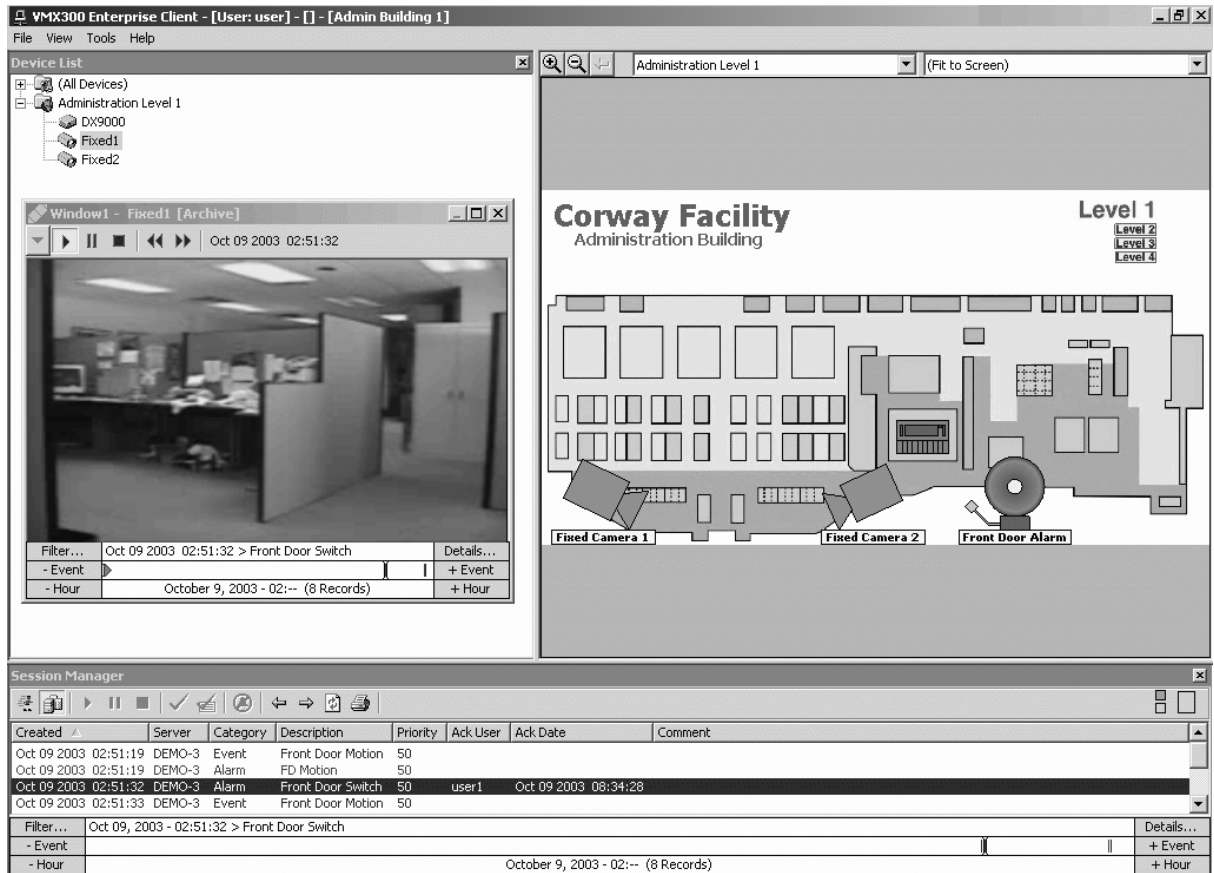 VMX300 Enterprise Client - [User: user] - [] - [Admin Building 1]
File View Tools Help
Device List
(All Devices)
Administration Level 1
DX9000
Fixed1
Fixed2
Window1 - Fixed1 [Archive]
Oct 09 2003 02:51:32
Filter... Oct 09 2003 02:51:32 > Front Door Switch Details...
- Event + Event
- Hour October 9, 2003 - 02:-- (8 Records) + Hour
Administration Level 1 (Fit to Screen)
Corway Facility
Administration Building
Level 1
Level 2
Level 3
Level 4
Fixed Camera 1 Fixed Camera 2 Front Door Alarm
Session Manager
Created Server Category Description Priority Ack User Ack Date Comment
Oct 09 2003 02:51:19 DEMO-3 Event Front Door Motion 50
Oct 09 2003 02:51:19 DEMO-3 Alarm FD Motion 50
Oct 09 2003 02:51:32 DEMO-3 Alarm Front Door Switch 50 user1 Oct 09 2003 08:34:28
Oct 09 2003 02:51:33 DEMO-3 Event Front Door Motion 50
Filter... Oct 09, 2003 - 02:51:32 > Front Door Switch Details...
- Event + Event
- Hour October 9, 2003 - 02:-- (8 Records) + Hour